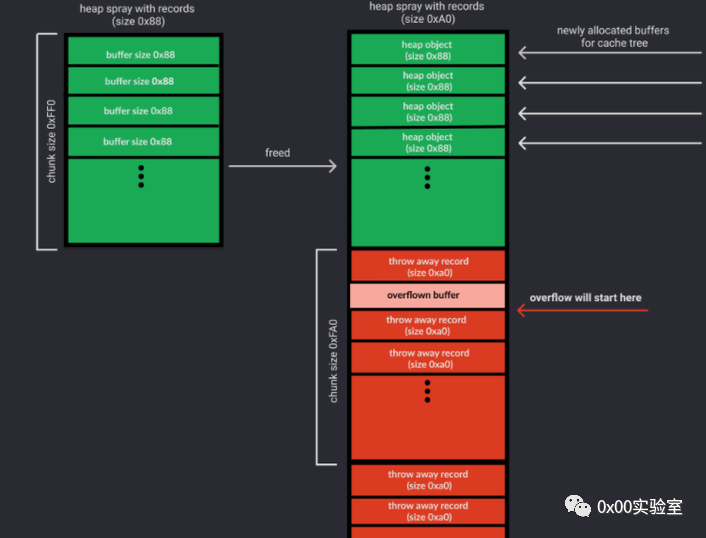 heap spray with records
(size 0x88)
buffer size 0x88
buffer size 0x88
buffer size 0x88
buffer size 0x88
chunk size 0xFF0
freed
heap spray with records
(size 0xA0)
heap object
(size 0x88)
heap object
(size 0x88)
heap object
(size 0x88)
heap object
(size 0x88)
newly allocated buffers
for cache tree
throw away record
(size 0xa0)
overflown buffer
throw away record
(size 0xa0)
throw away record
(size 0xa0)
chunk size 0xFA0
overflow will start here
throw away record
(size 0xa0)
throw away record
(size 0xa0)
0x00实验室